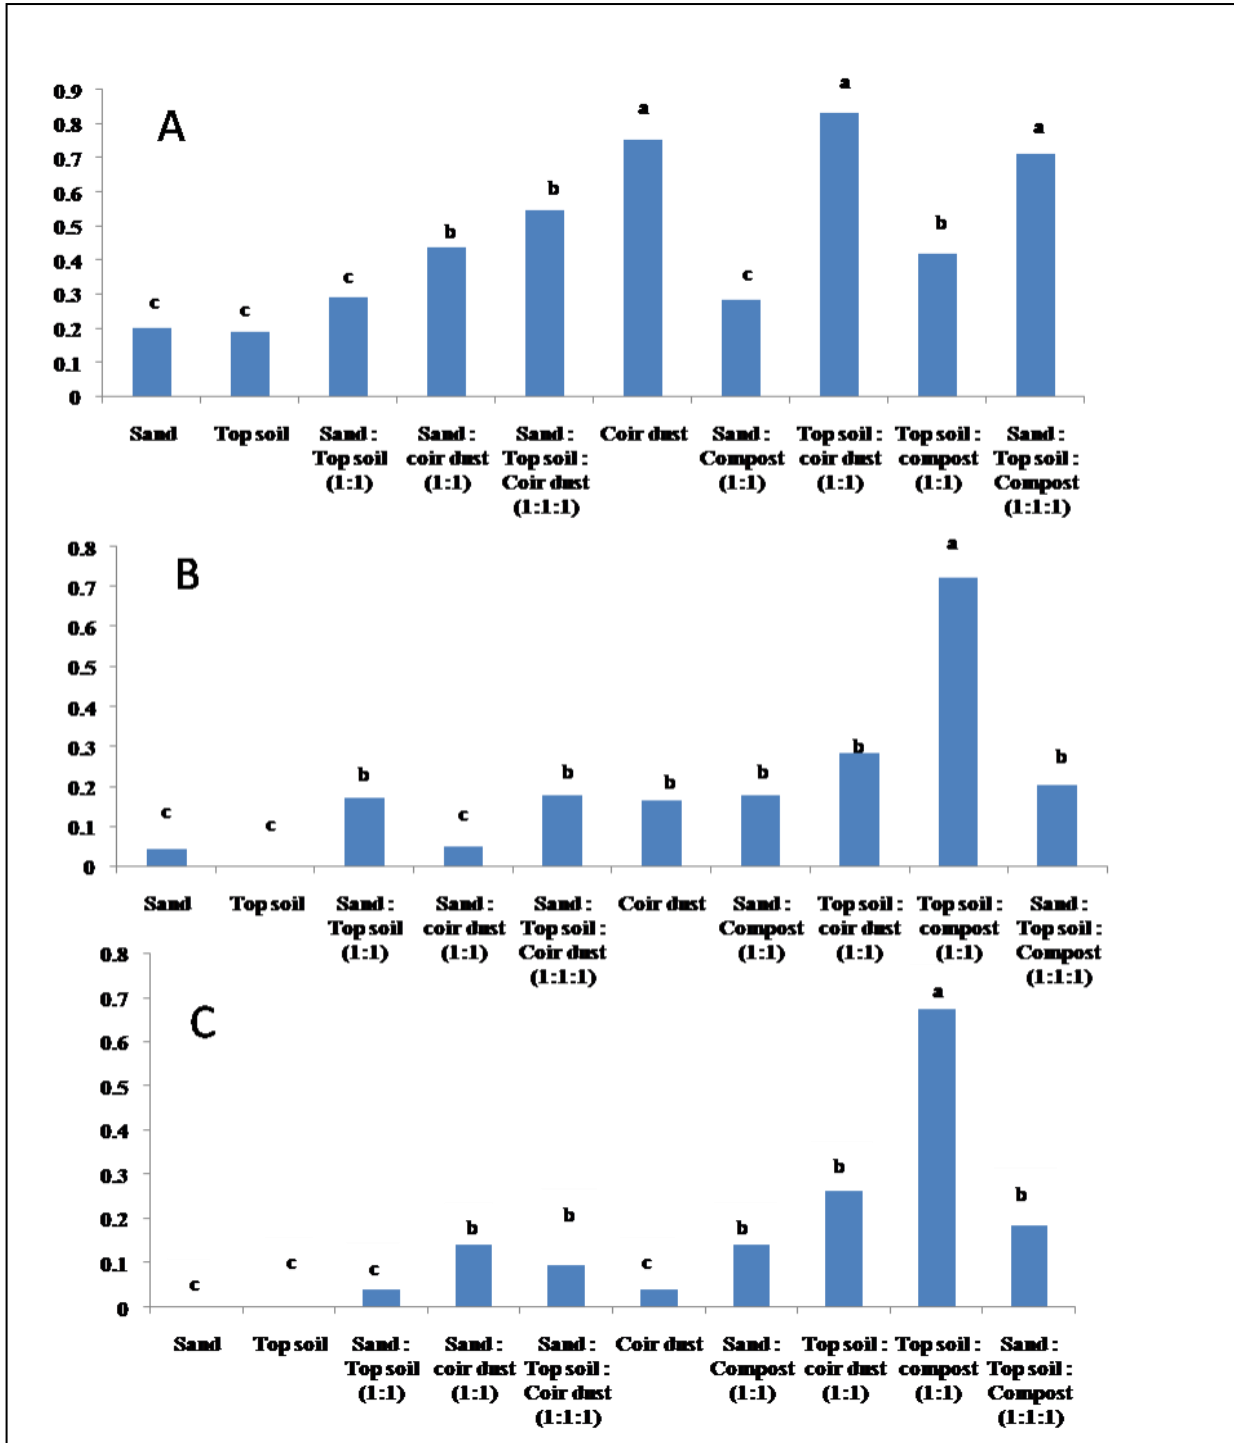 A
0.9
0.8
0.7
0.6
0.5
0.4
0.3
0.2
0.1
0
c
c
c
b
b
a
c
a
b
a
Sand
Top soil
Sand :
Top soil
(1:1)
Sand :
coir dust
(1:1)
Sand :
Top soil :
Coir dust
(1:1:1)
Coir dust
Sand :
Compost
(1:1)
Top soil :
coir dust
(1:1)
Top soil :
compost
(1:1)
Sand :
Top soil :
Compost
(1:1:1)
B
0.8
0.7
0.6
0.5
0.4
0.3
0.2
0.1
0
c
c
b
c
b
b
b
b
a
b
Sand
Top soil
Sand :
Top soil
(1:1)
Sand :
coir dust
(1:1)
Sand :
Top soil :
Coir dust
(1:1:1)
Coir dust
Sand :
Compost
(1:1)
Top soil :
coir dust
(1:1)
Top soil :
compost
(1:1)
Sand :
Top soil :
Compost
(1:1:1)
C
0.8
0.7
0.6
0.5
0.4
0.3
0.2
0.1
0
c
c
c
b
b
c
b
b
a
b
Sand
Top soil
Sand :
Top soil
(1:1)
Sand :
coir dust
(1:1)
Sand :
Top soil :
Coir dust
(1:1:1)
Coir dust
Sand :
Compost
(1:1)
Top soil :
coir dust
(1:1)
Top soil :
compost
(1:1)
Sand :
Top soil :
Compost
(1:1:1)